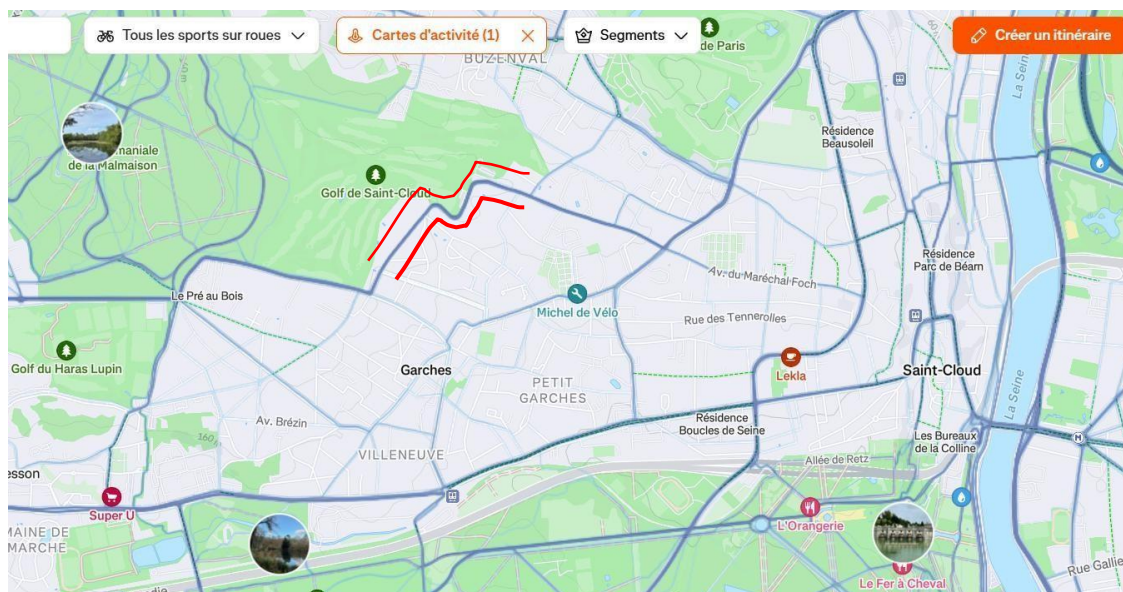 Tous les sports sur roues
Cartes d'activité (1)
Segments
Créer un itinéraire
de Paris
BUZENVAL
La Seine
Résidence
Beausoleil
maniale
de la Malmaison
Golf de Saint-Cloud
Résidence
Parc de Béarn
Av. du Maréchal Foch
Le Pré au Bois
Michel de Vélo
Rue des Tennerolles
Golf du Haras Lupin
Garches
Lekla
Saint-Cloud
PETIT
GARCHES
La Seine
Av. Brézin
Résidence
Boucles de Seine
160
VILLENEUVE
Les Bureaux
de la Colline
M
Allée de Retz
esson
Super U
L'Orangerie
MAINE DE
MARCHE
Rue Gallie
Le Fer à Cheval
die